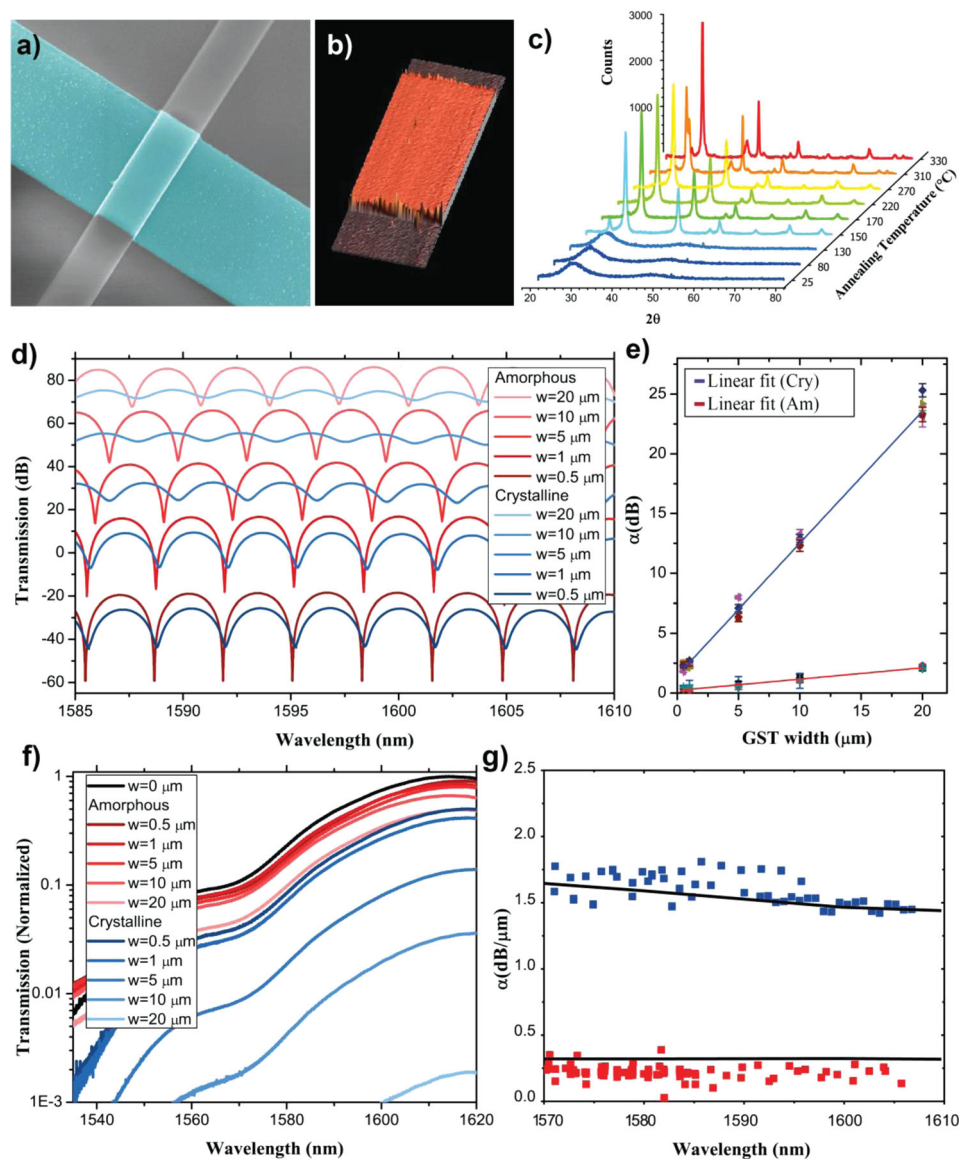 a)
b)
c)
Counts
3000
2000
1000
20 30 40 50 60 70 80
2θ
25
80
130
150
170
220
270
310
330
Annealing Temperature (°C)
d)
Transmission (dB)
80
60
40
20
0
-20
-40
-60
1585 1590 1595 1600 1605 1610
Wavelength (nm)
Amorphous
w=20 μm
w=10 μm
w=5 μm
w=1 μm
w=0.5 μm
Crystalline
w=20 μm
w=10 μm
w=5 μm
w=1 μm
w=0.5 μm
e)
α(dB)
25
20
15
10
5
0
0 5 10 15 20
GST width (μm)
Linear fit (Cry)
Linear fit (Am)
f)
Transmission (Normalized)
1
0.1
0.01
1E-3
1540 1560 1580 1600 1620
Wavelength (nm)
w=0 μm
Amorphous
w=0.5 μm
w=1 μm
w=5 μm
w=10 μm
w=20 μm
Crystalline
w=0.5 μm
w=1 μm
w=5 μm
w=10 μm
w=20 μm
g)
α(dB/μm)
2.5
2.0
1.5
1.0
0.5
0.0
1570 1580 1590 1600 1610
Wavelength (nm)